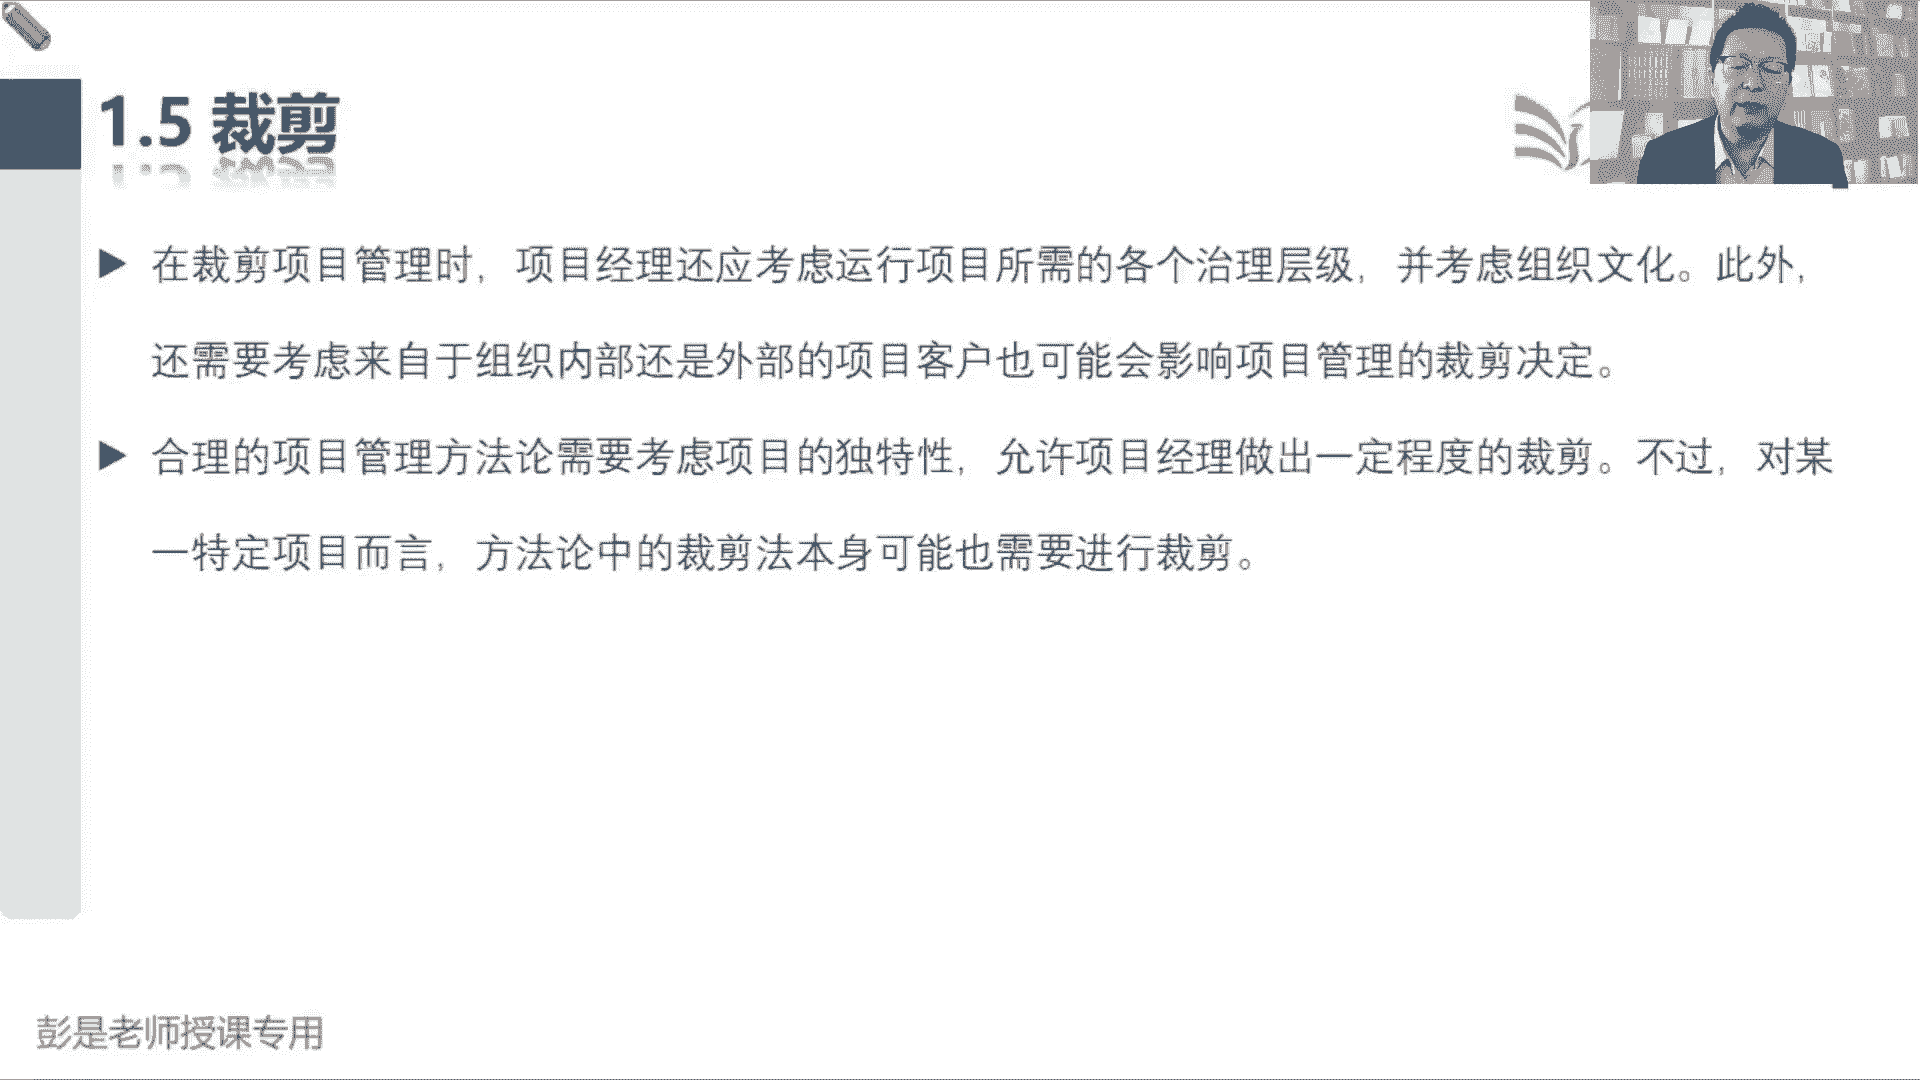 1.5 裁剪
在裁剪项目管理时，项目经理还应考虑运行项目所需的各个治理层级，并考虑组织文化。此外，
还需要考虑来自于组织内部还是外部的项目客户也可能会影响项目管理的裁剪决定。
合理的项目管理方法论需要考虑项目的独特性，允许项目经理做出一定程度的裁剪。不过，对某
一特定项目而言，方法论中的裁剪法本身可能也需要进行裁剪。
彭是老师授课专用